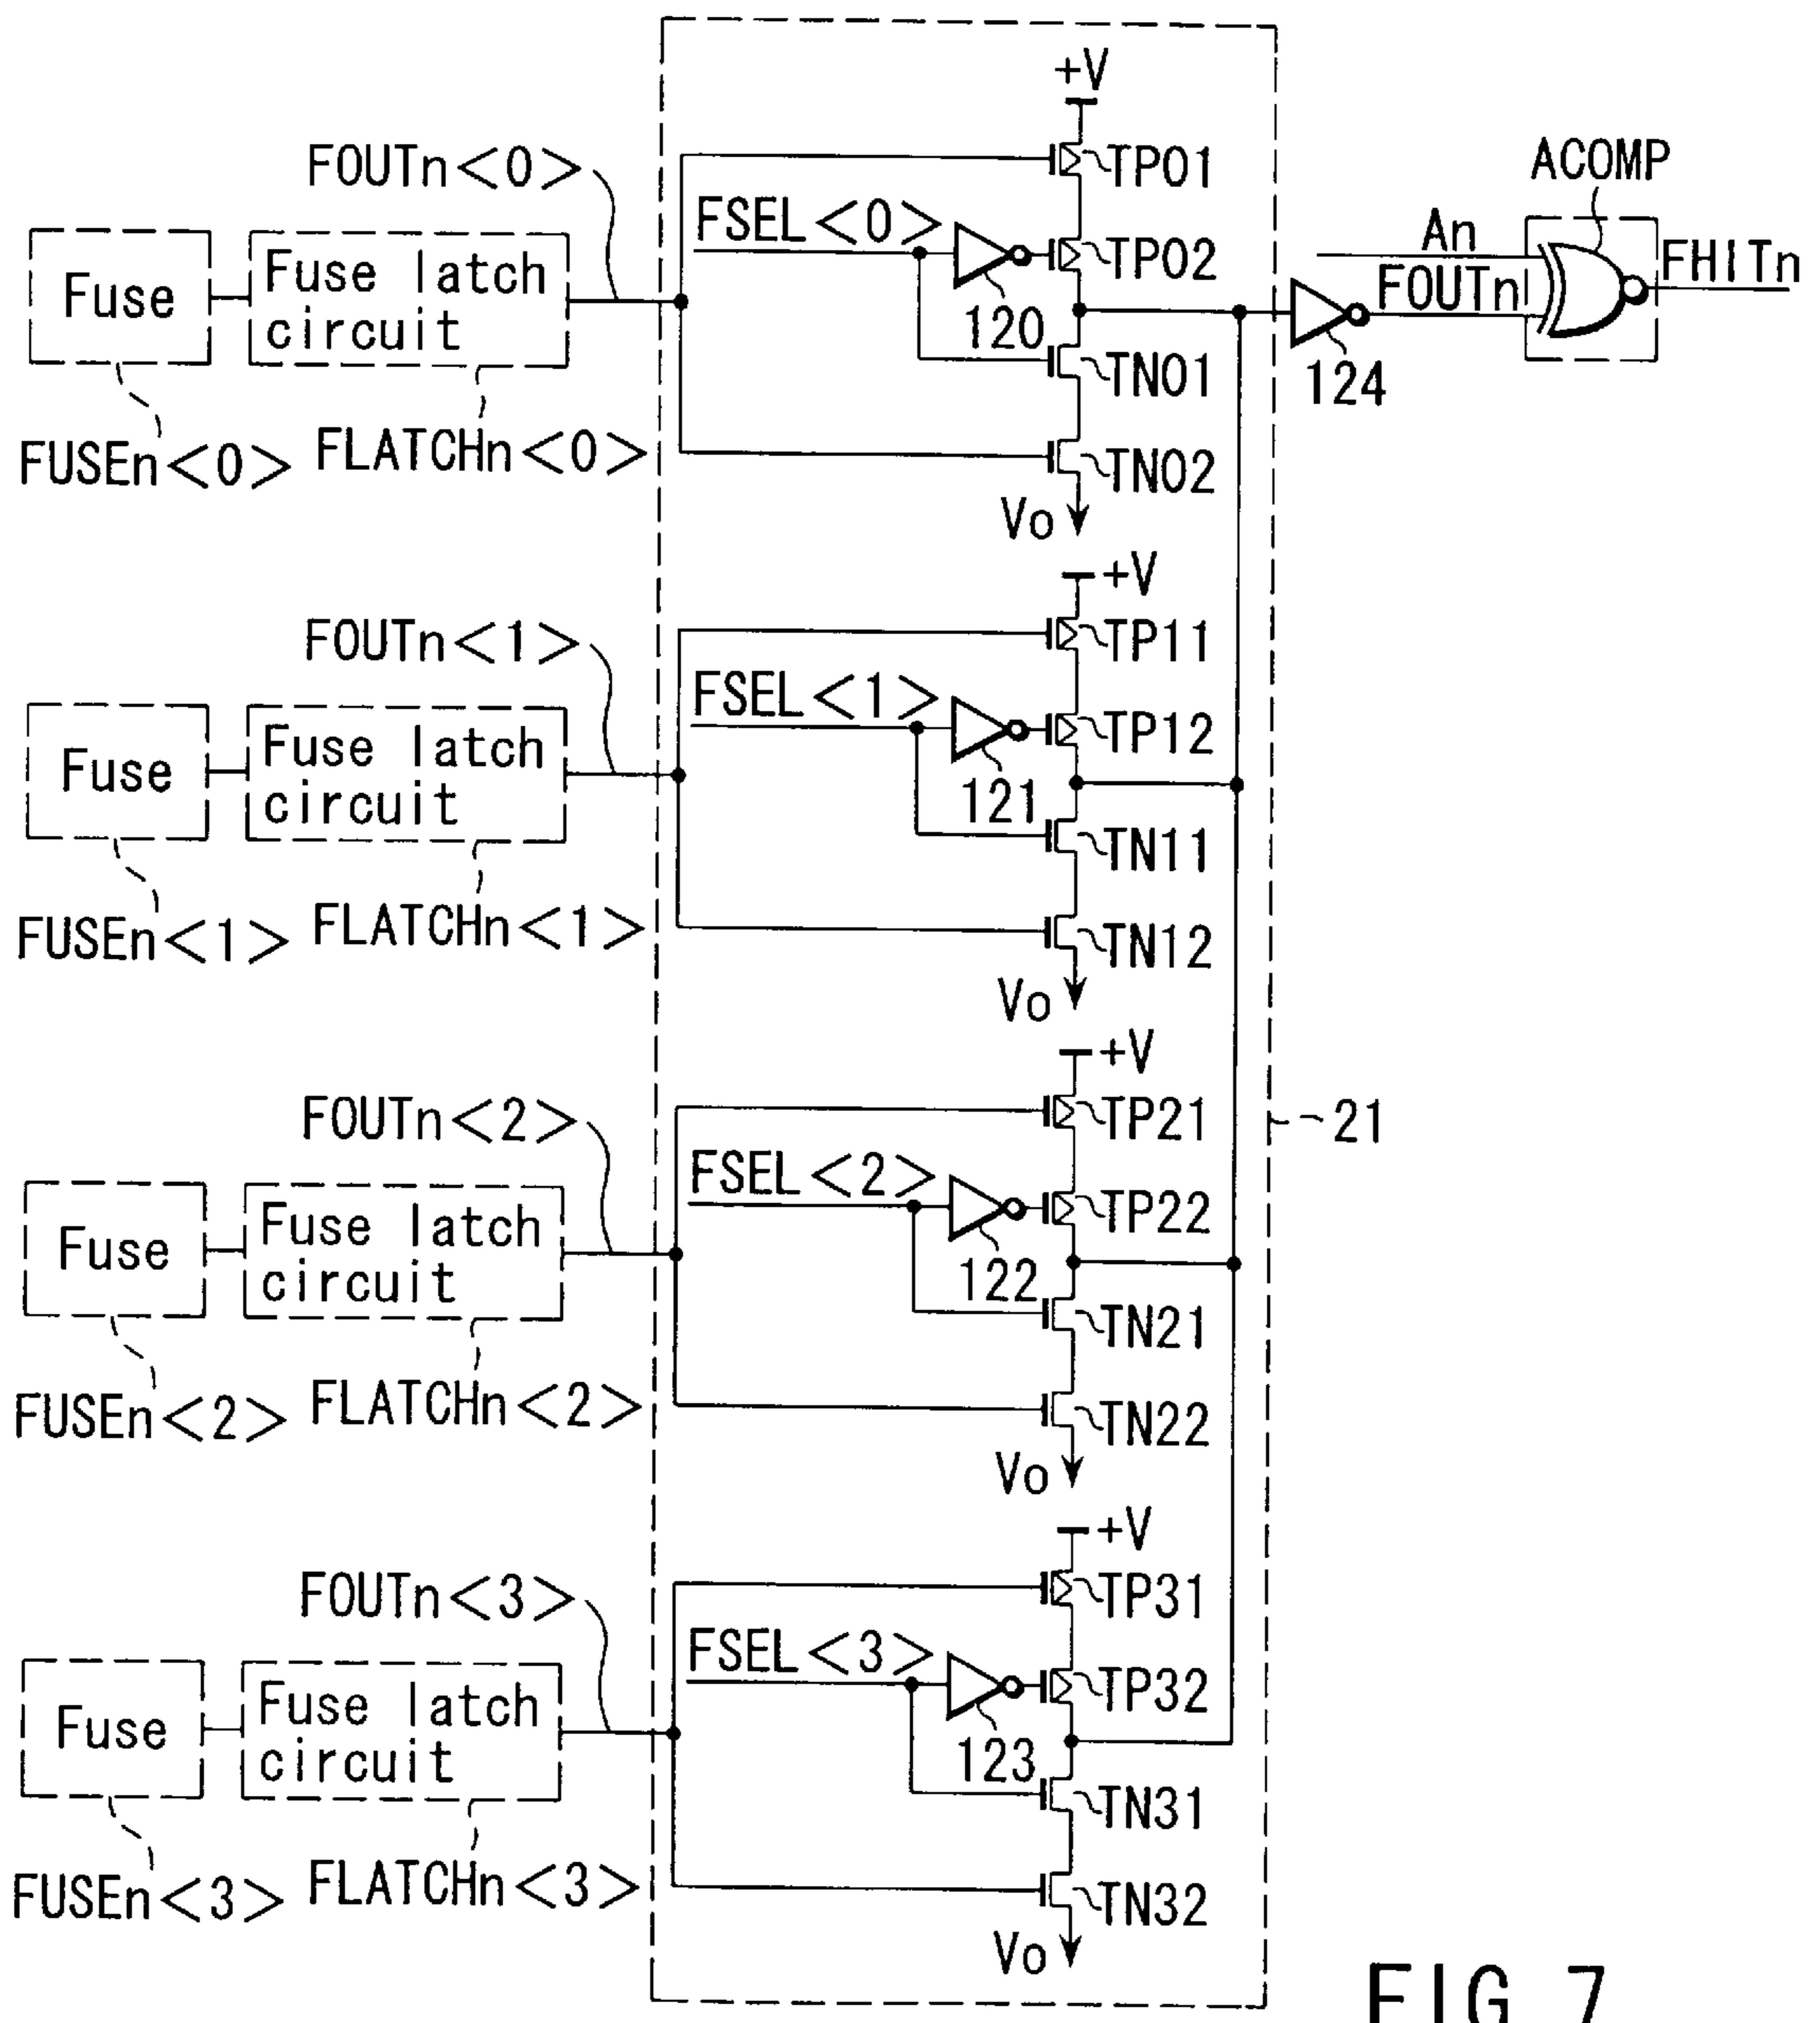 +V
FOUTn<0>
TP01
ACOMP
FSEL<0>
An
FHITn
Fuse
Fuse latch
circuit
TP02
FOUTn
120
TN01
124
FUSEn<0>
FLATCHn<0>
TN02
Vo
+V
FOUTn<1>
TP11
FSEL<1>
Fuse
Fuse latch
circuit
TP12
121
TN11
FUSEn<1>
FLATCHn<1>
TN12
Vo
+V
FOUTn<2>
TP21
21
FSEL<2>
Fuse
Fuse latch
circuit
TP22
122
TN21
FUSEn<2>
FLATCHn<2>
TN22
Vo
+V
FOUTn<3>
TP31
FSEL<3>
Fuse
Fuse latch
circuit
TP32
123
TN31
FUSEn<3>
FLATCHn<3>
TN32
Vo
FIG. 7